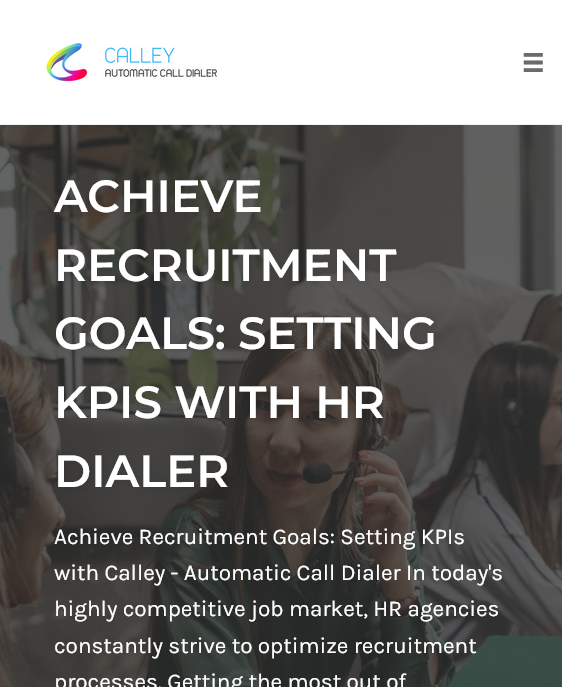 CALLEY
AUTOMATIC CALL DIALER
ACHIEVE
RECRUITMENT
GOALS: SETTING
KPIS WITH HR
DIALER
Achieve Recruitment Goals: Setting KPIs
with Calley - Automatic Call Dialer In today's
highly competitive job market, HR agencies
constantly strive to optimize recruitment
processes. Getting the most out of